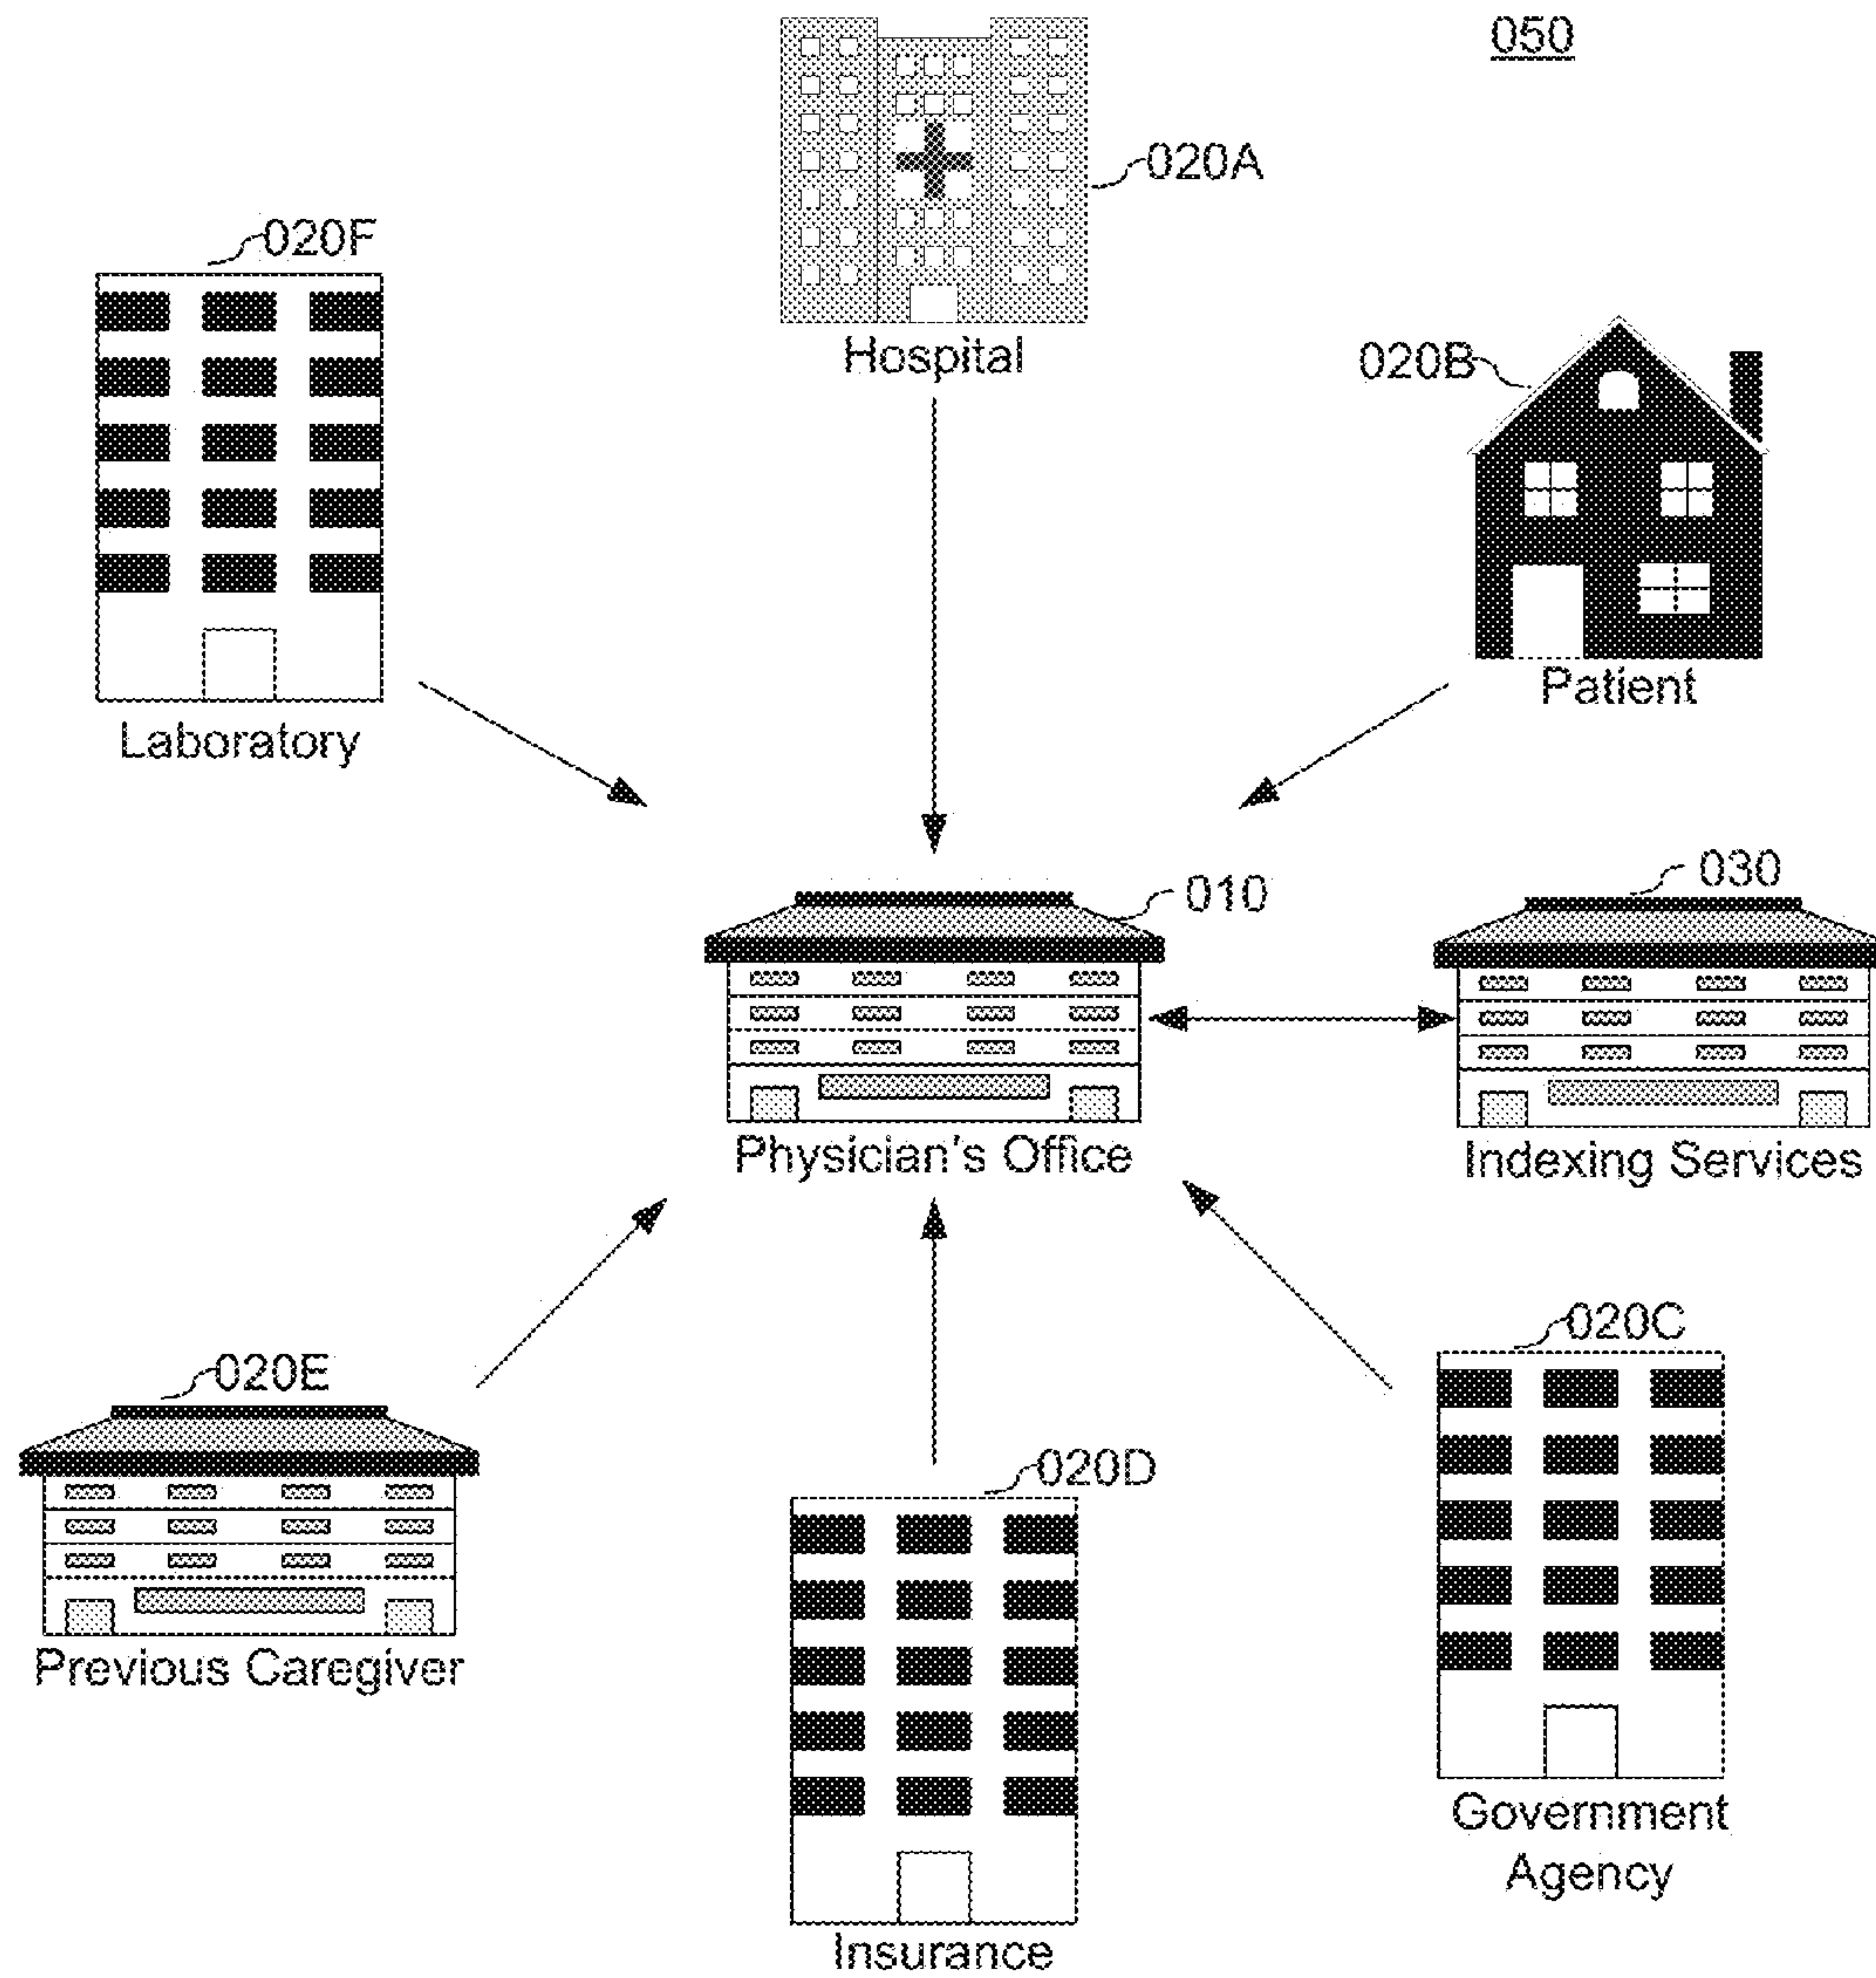 050
020A
020F
Hospital
020B
Patient
Laboratory
010
030
Physician's Office
Indexing Services
020C
020E
020D
Previous Caregiver
Government
Agency
Insurance